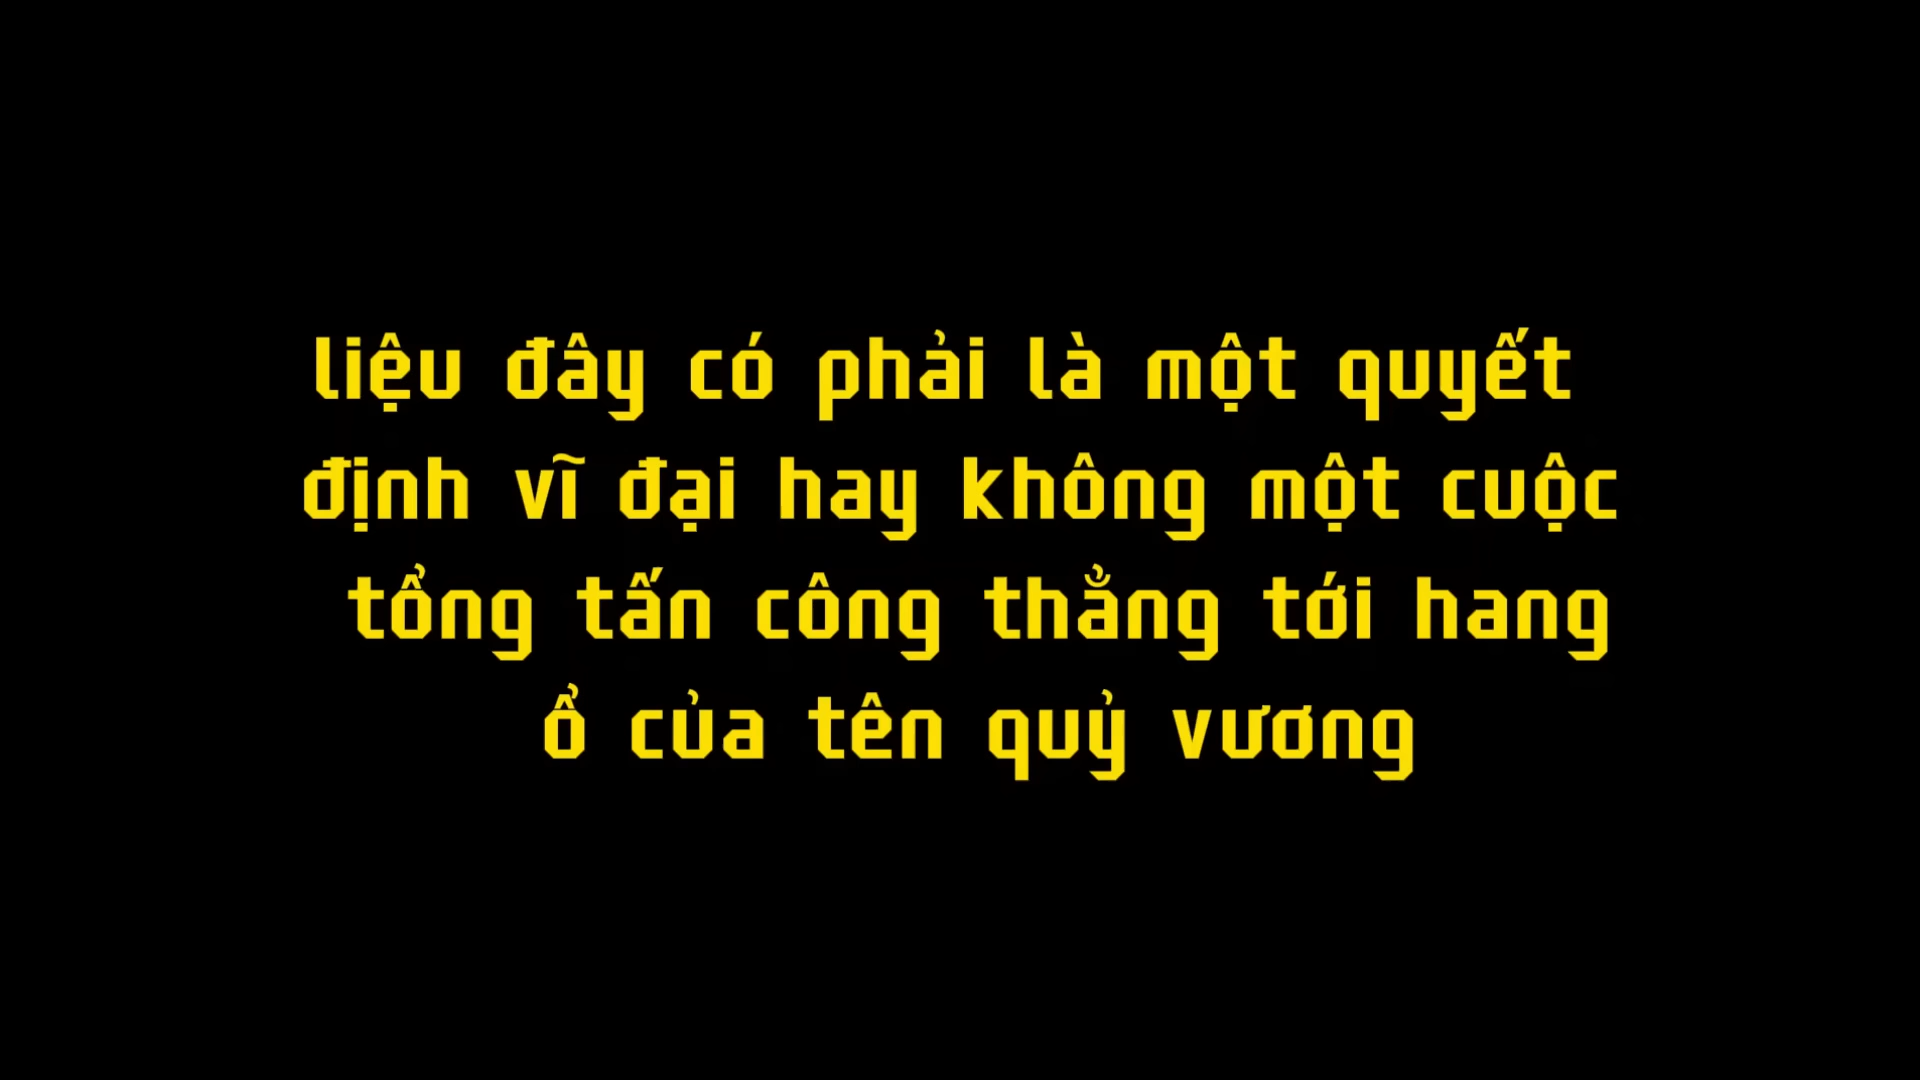 liệu đây có phải là một quyết
định vĩ đại hay không một cuộc
tổng tấn công thẳng tới hang
ổ của tên quỷ vương